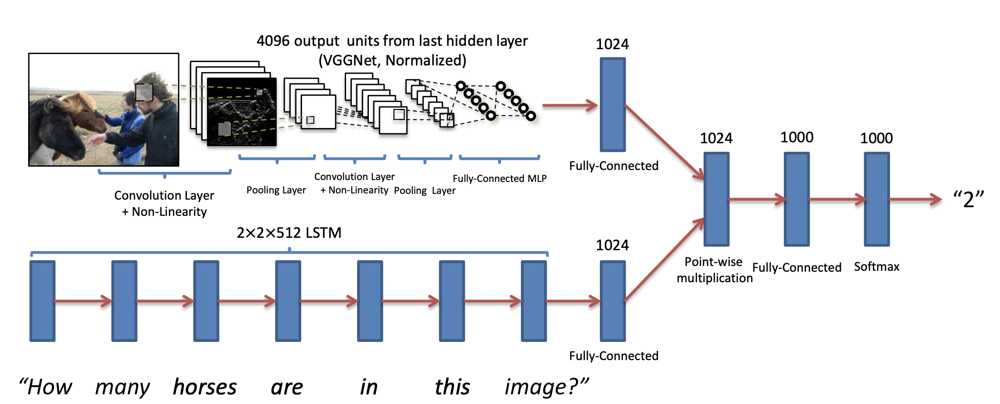 4096 output units from last hidden layer
(VGGNet, Normalized)
1024
Fully-Connected
Convolution Layer
+ Non-Linearity
Pooling Layer
Convolution Layer
+ Non-Linearity
Pooling Layer
Fully-Connected MLP
2×2×512 LSTM
1024
Fully-Connected
1024
Point-wise
multiplication
1000
Fully-Connected
1000
Softmax
“2”
“How many horses are in this image?”